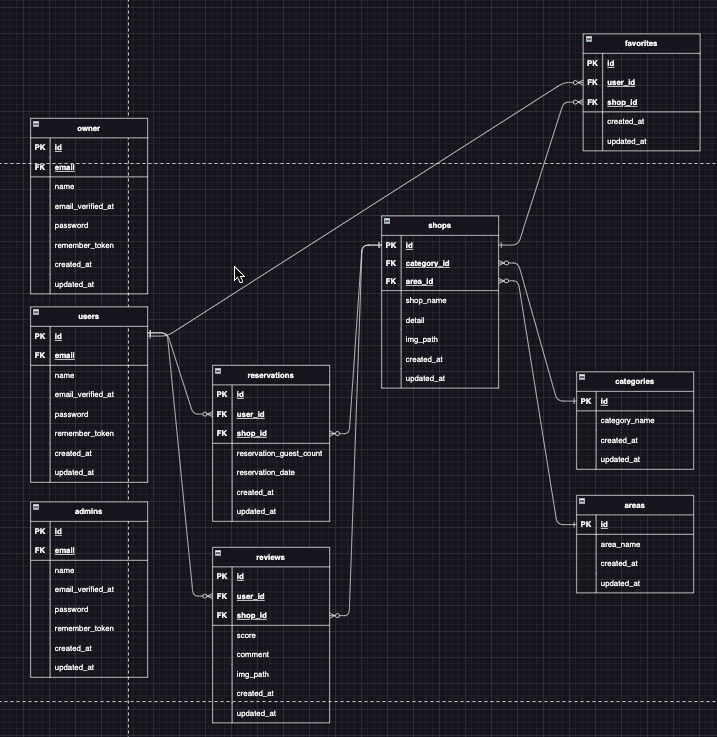 favorites
PK id
FK user_id
FK shop_id
created_at
updated_at
owner
PK id
FK email
name
email_verified_at
password
remember_token
created_at
updated_at
shops
PK id
FK category_id
FK area_id
shop_name
detail
img_path
created_at
updated_at
users
PK id
FK email
name
email_verified_at
password
remember_token
created_at
updated_at
reservations
PK id
FK user_id
FK shop_id
reservation_guest_count
reservation_date
created_at
updated_at
categories
PK id
category_name
created_at
updated_at
admins
PK id
FK email
name
email_verified_at
password
remember_token
created_at
updated_at
areas
PK id
area_name
created_at
updated_at
reviews
PK id
FK user_id
FK shop_id
score
comment
img_path
created_at
updated_at